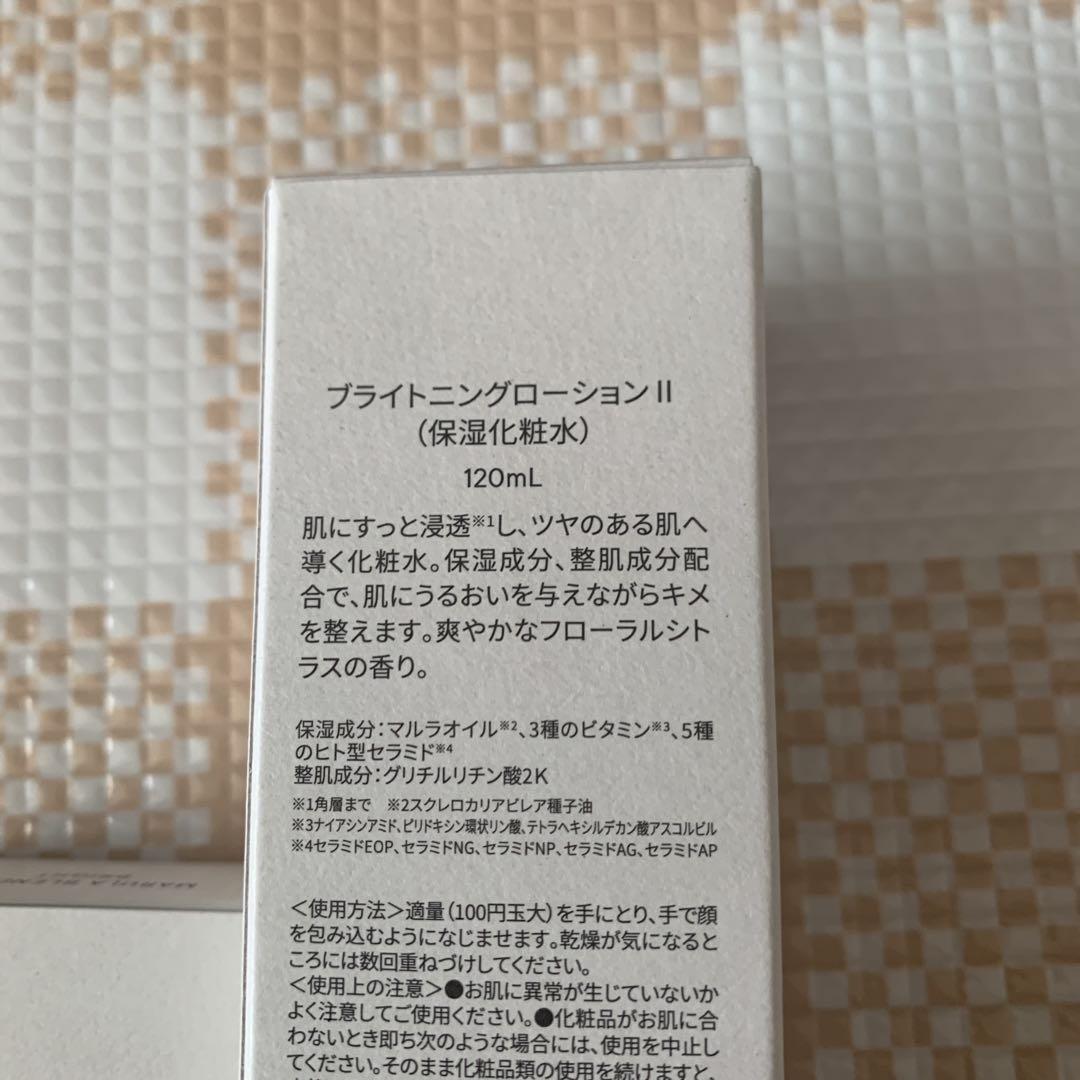 ブライトニングローション II
（保湿化粧水）
120mL
肌にすっと浸透※1し、ツヤのある肌へ
導く化粧水。保湿成分、整肌成分配
合で、肌にうるおいを与えながらキメ
を整えます。爽やかなフローラルシト
ラスの香り。
保湿成分：マルラオイル※2、3種のビタミン※3、5種
のヒト型セラミド※4
整肌成分：グリチルリチン酸2K
※1角層まで　※2スクレロカリアビレア種子油
※3ナイアシンアミド、ピリドキシン環状リン酸、テトラヘキシルデカン酸アスコルビル
※4セラミドEOP、セラミドNG、セラミドNP、セラミドAG、セラミドAP
＜使用方法＞適量（100円玉大）を手にとり、手で顔
を包み込むようになじませます。乾燥が気になると
ころには数回重ねづけしてください。
＜使用上の注意＞●お肌に異常が生じていないか
よく注意してご使用ください。●化粧品がお肌に合
わないとき即ち次のような場合には、使用を中止し
てください。そのまま化粧品類の使用を続けますと、
MARULA